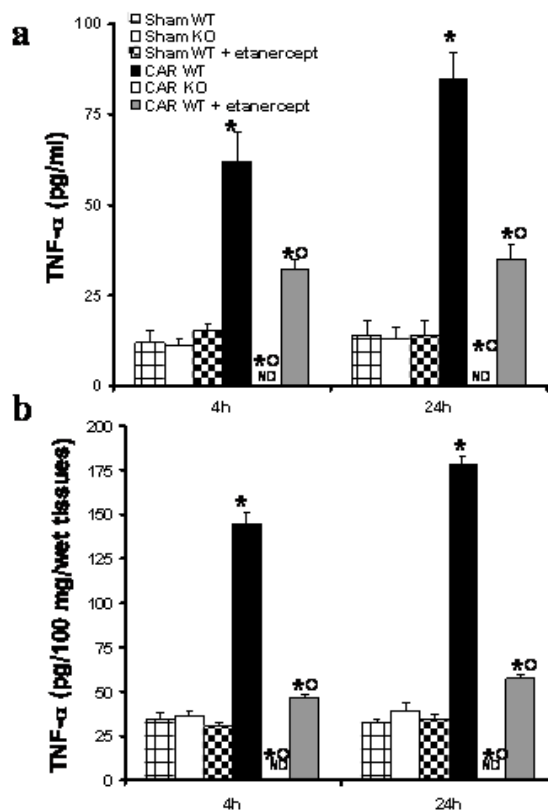 a
Sham WT
Sham KO
Sham WT + etanercept
CAR WT
CAR KO
CAR WT + etanercept
TNF-α (pg/ml)
100
75
50
25
0
*
*
*O
*O
*O
ND
*O
ND
4h
24h
b
TNF-α (pg/100 mg/wet tissues)
200
175
150
125
100
75
50
25
0
*
*
*O
*O
*O
ND
*O
ND
4h
24h